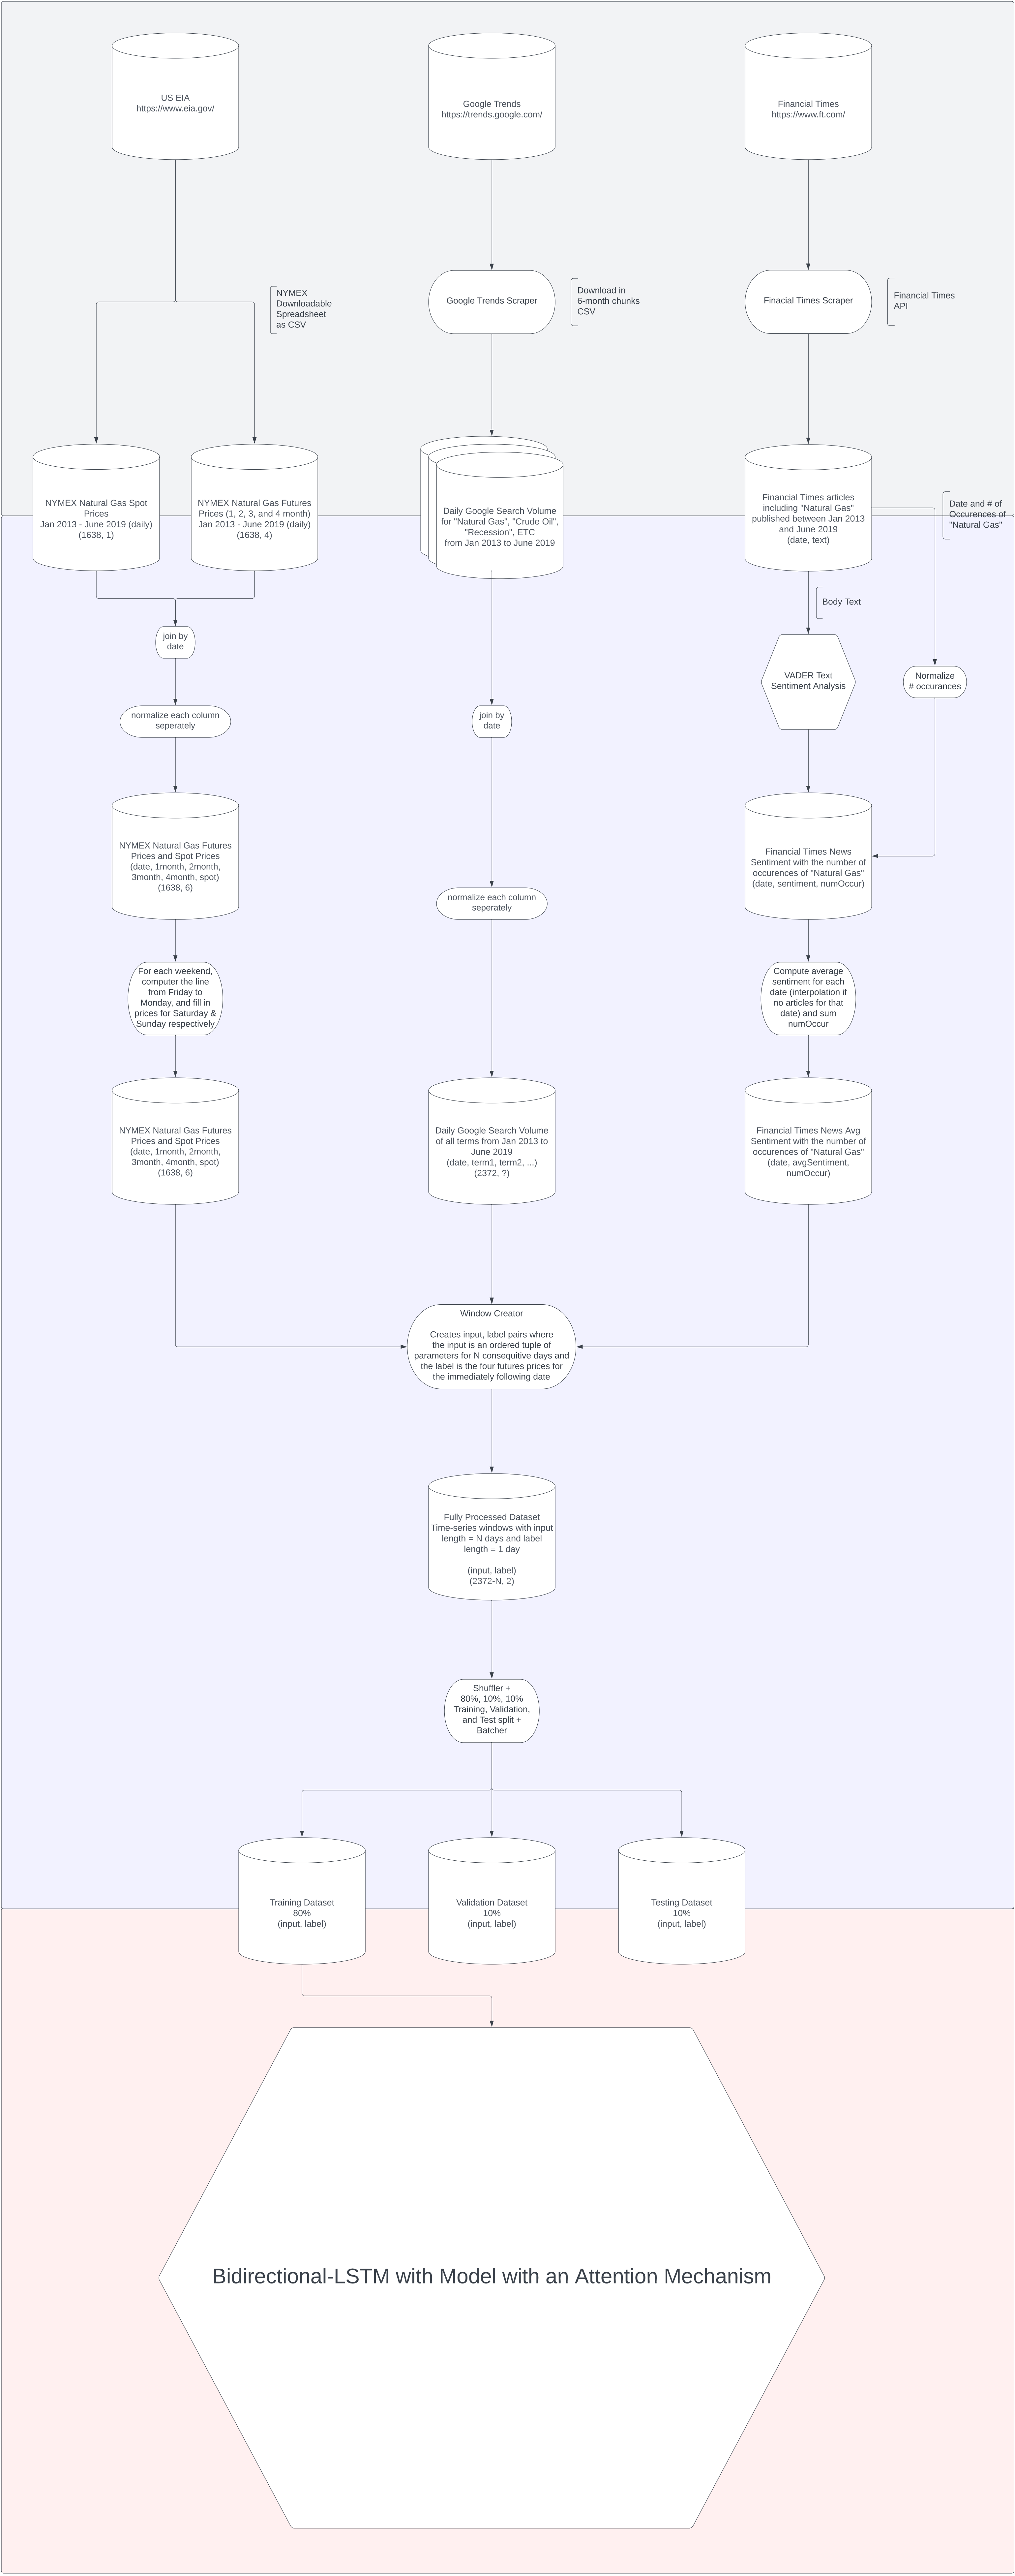 US EIA
https://www.eia.gov/
Google Trends
https://trends.google.com/
Financial Times
https://www.ft.com/
NYMEX
Downloadable
Spreadsheet
as CSV
Google Trends Scraper
Download in
6-month chunks
CSV
Finacial Times Scraper
Financial Times
API
NYMEX Natural Gas Spot
Prices
Jan 2013 - June 2019 (daily)
(1638, 1)
NYMEX Natural Gas Futures
Prices (1, 2, 3, and 4 month)
Jan 2013 - June 2019 (daily)
(1638, 4)
Daily Google Search Volume
for "Natural Gas", "Crude Oil",
"Recession", ETC
from Jan 2013 to June 2019
Financial Times articles
including "Natural Gas"
published between Jan 2013
and June 2019
(date, text)
Date and # of
Occurences of
"Natural Gas"
Body Text
join by
date
VADER Text
Sentiment Analysis
Normalize
# occurances
normalize each column
seperately
join by
date
NYMEX Natural Gas Futures
Prices and Spot Prices
(date, 1month, 2month,
3month, 4month, spot)
(1638, 6)
normalize each column
seperately
Financial Times News
Sentiment with the number of
occurences of "Natural Gas"
(date, sentiment, numOccur)
For each weekend,
computer the line
from Friday to
Monday, and fill in
prices for Saturday &
Sunday respectively
Compute average
sentiment for each
date (interpolation if
no articles for that
date) and sum
numOccur
NYMEX Natural Gas Futures
Prices and Spot Prices
(date, 1month, 2month,
3month, 4month, spot)
(1638, 6)
Daily Google Search Volume
of all terms from Jan 2013 to
June 2019
(date, term1, term2, ...)
(2372, ?)
Financial Times News Avg
Sentiment with the number of
occurences of "Natural Gas"
(date, avgSentiment,
numOccur)
Window Creator
Creates input, label pairs where
the input is an ordered tuple of
parameters for N consequitive days and
the label is the four futures prices for
the immediately following date
Fully Processed Dataset
Time-series windows with input
length = N days and label
length = 1 day
(input, label)
(2372-N, 2)
Shuffler +
80%, 10%, 10%
Training, Validation,
and Test split +
Batcher
Training Dataset
80%
(input, label)
Validation Dataset
10%
(input, label)
Testing Dataset
10%
(input, label)
Bidirectional-LSTM with Model with an Attention Mechanism